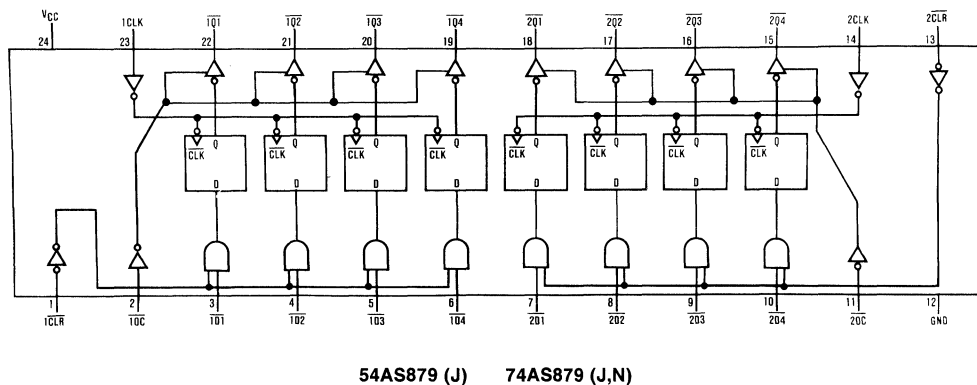 VCC 1CLK 1Q1 1Q2 1Q3 1Q4 2Q1 2Q2 2Q3 2Q4 2CLK 2CLR
24 23 22 21 20 19 18 17 16 15 14 13
Q Q Q Q Q Q Q Q
CLK CLK CLK CLK CLK CLK CLK CLK
D D D D D D D D
1 2 3 4 5 6 7 8 9 10 11 12
1CLR 1OC 1D1 1D2 1D3 1D4 2D1 2D2 2D3 2D4 2OC GND
54AS879 (J) 74AS879 (J,N)